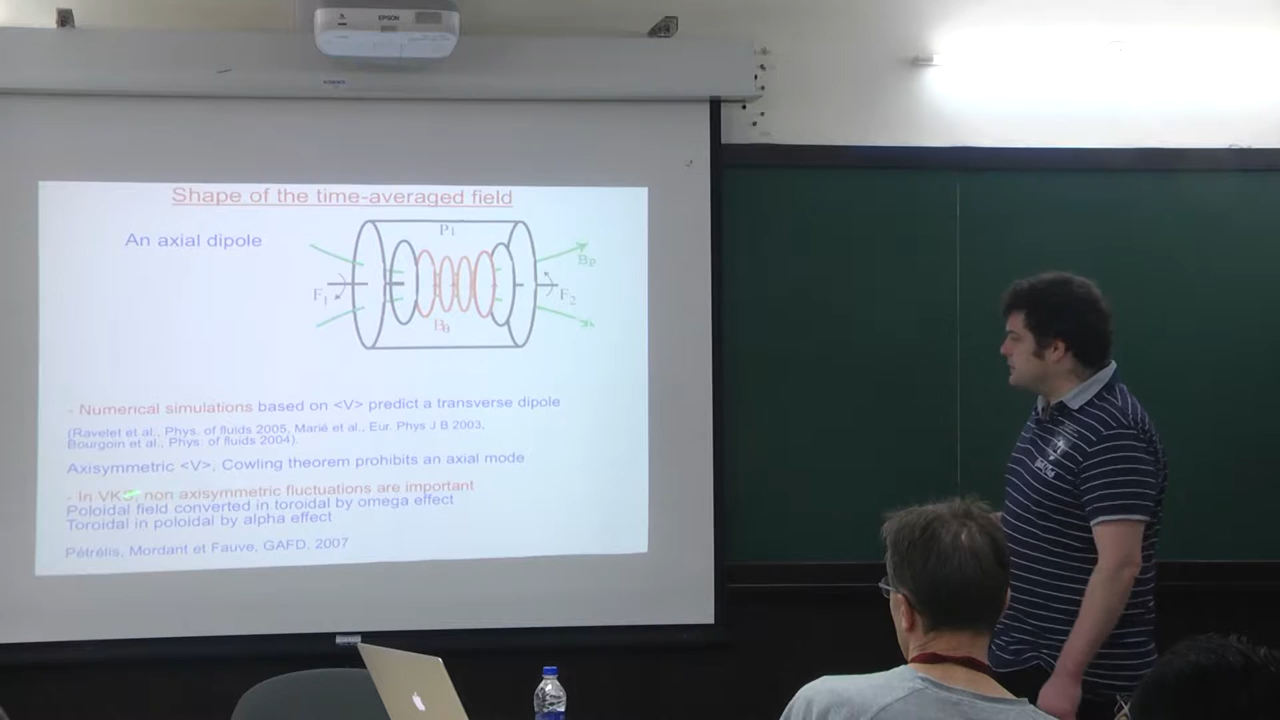 EPSON
Shape of the time-averaged field
An axial dipole
P1
BP
F1
F2
Bθ
- Numerical simulations based on <V> predict a transverse dipole
(Ravelet et al., Phys. of fluids 2005, Marié et al., Eur. Phys J B 2003,
Bourgoin et al., Phys. of fluids 2004).
Axisymmetric <V>, Cowling theorem prohibits an axial mode
- In VKS, non axisymmetric fluctuations are important
Poloidal field converted in toroidal by omega effect
Toroidal in poloidal by alpha effect
Pétrélis, Mordant et Fauve, GAFD, 2007